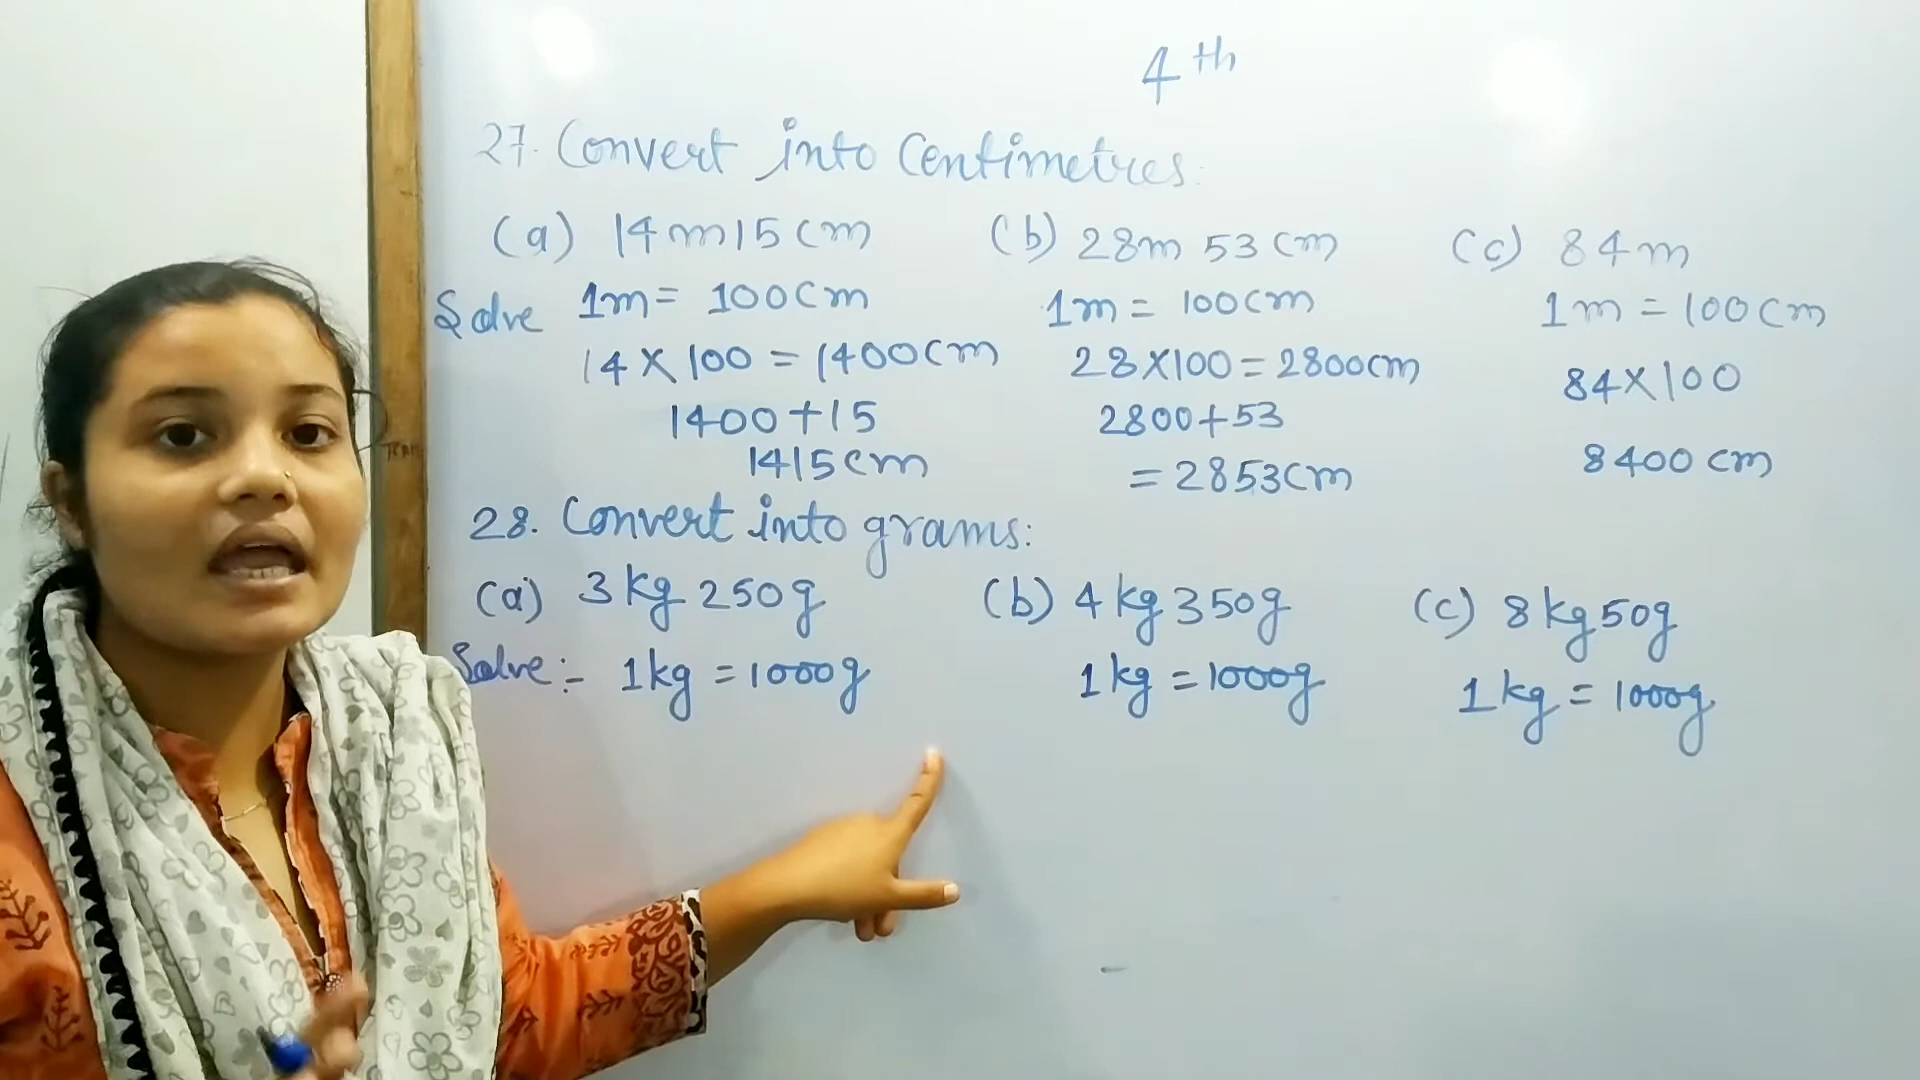 4th
27. Convert into Centimetres:
(a) 14m15cm (b) 28m 53cm (c) 84m
Solve 1m = 100cm 1m = 100cm 1m = 100cm
14 × 100 = 1400cm 28×100 = 2800cm 84×100
1400+15 2800+53 8400 cm
1415cm = 2853cm
28. Convert into grams:
(a) 3kg 250g (b) 4kg 350g (c) 8kg 50g
Solve:- 1kg = 1000g 1kg = 1000g 1kg = 1000g